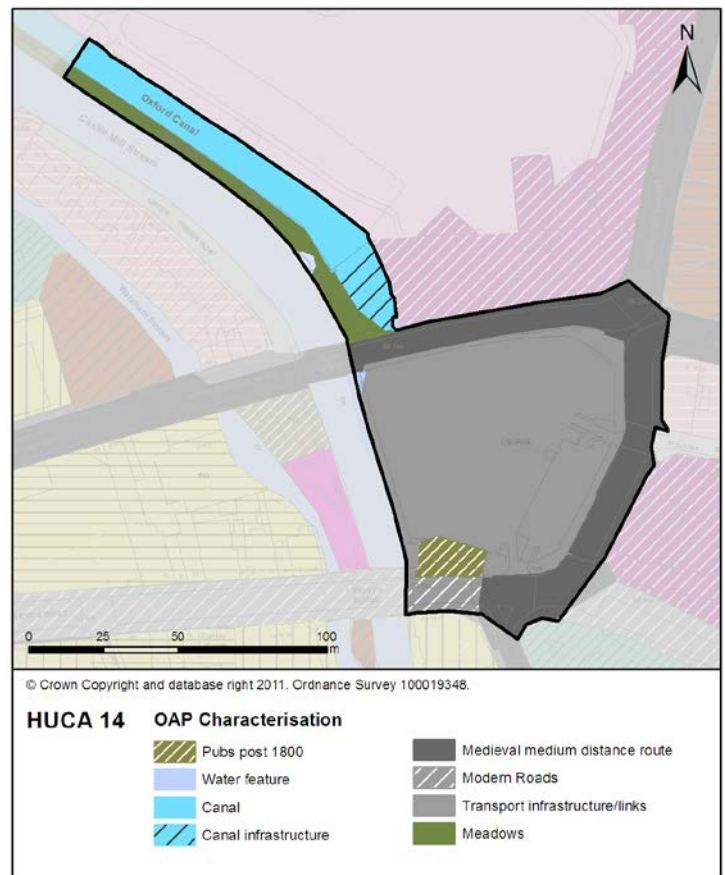 N
Oxford Canal
Castle Mill Stream
Car Park
0 25 50 100
m
© Crown Copyright and database right 2011. Ordnance Survey 100019348.
HUCA 14 OAP Characterisation
Pubs post 1800
Water feature
Canal
Canal infrastructure
Medieval medium distance route
Modern Roads
Transport infrastructure/links
Meadows